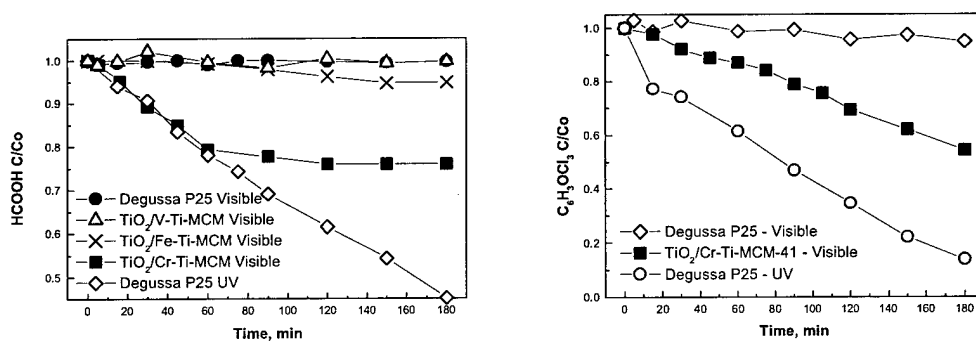 HCOOH C/Co
1.0
0.9
0.8
0.7
0.6
0.5
Degussa P25 Visible
TiO₂/V-Ti-MCM Visible
TiO₂/Fe-Ti-MCM Visible
TiO₂/Cr-Ti-MCM Visible
Degussa P25 UV
0 20 40 60 80 100 120 140 160 180
Time, min
C₆H₃OCl₃ C/Co
1.0
0.8
0.6
0.4
0.2
0.0
Degussa P25 - Visible
TiO₂/Cr-Ti-MCM-41 - Visible
Degussa P25 - UV
0 20 40 60 80 100 120 140 160 180
Time, min